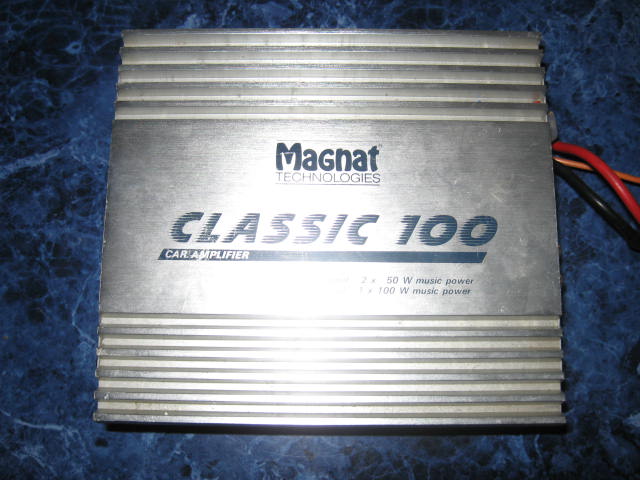 Magnat
TECHNOLOGIES
CLASSIC 100
CAR AMPLIFIER
2 x 50 W music power
1 x 100 W music power